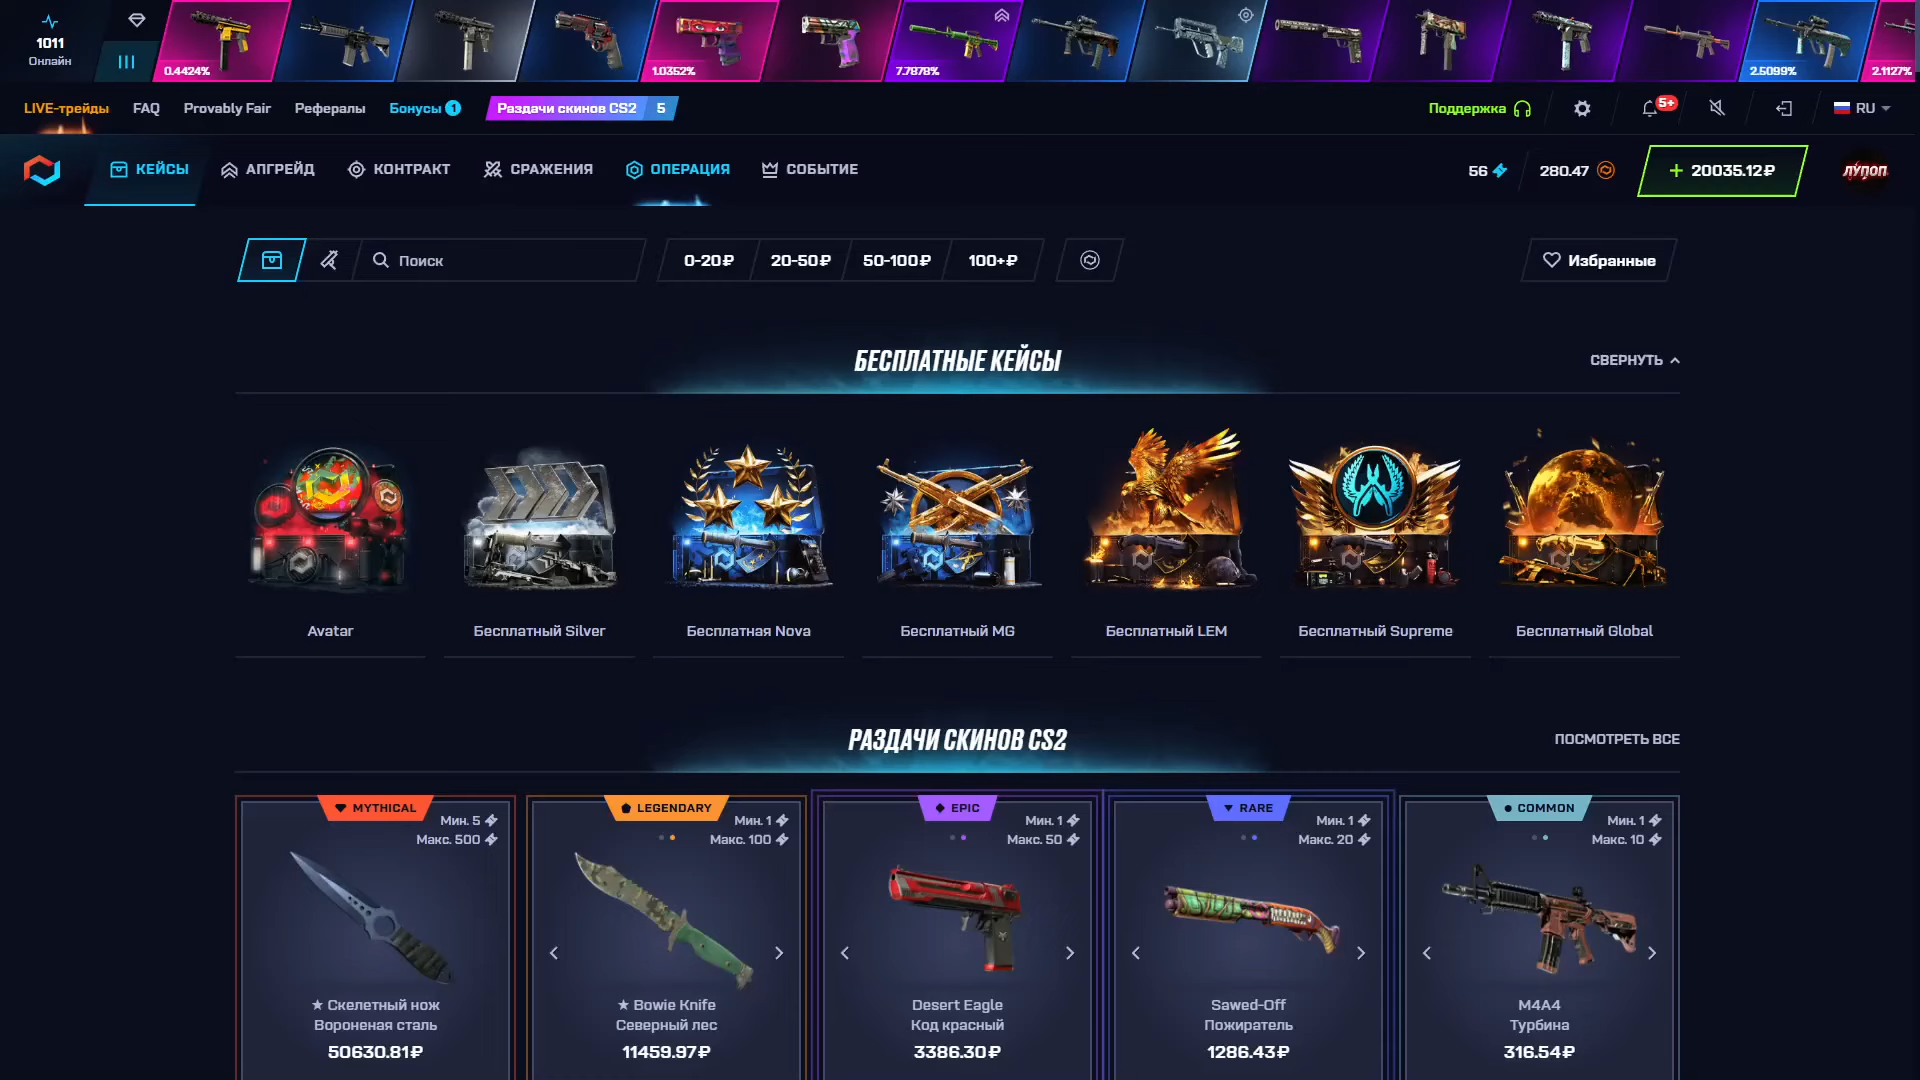 1011
Онлайн
0.4424%
1.0352%
7.7878%
2.5099%
2.1127%
LIVE-трейды
FAQ
Provably Fair
Рефералы
Бонусы 1
Раздачи скинов CS2 5
Поддержка
5+
RU
КЕЙСЫ
АПГРЕЙД
КОНТРАКТ
СРАЖЕНИЯ
ОПЕРАЦИЯ
СОБЫТИЕ
56
280.47
+ 20035.12₽
ЛУПОП
Поиск
0-20₽
20-50₽
50-100₽
100+₽
Избранные
БЕСПЛАТНЫЕ КЕЙСЫ
СВЕРНУТЬ
Avatar
Бесплатный Silver
Бесплатная Nova
Бесплатный MG
Бесплатный LEM
Бесплатный Supreme
Бесплатный Global
РАЗДАЧИ СКИНОВ CS2
ПОСМОТРЕТЬ ВСЕ
MYTHICAL
Мин. 5
Макс. 500
★ Скелетный нож
Вороненая сталь
50630.81₽
LEGENDARY
Мин. 1
Макс. 100
★ Bowie Knife
Северный лес
11459.97₽
EPIC
Мин. 1
Макс. 50
Desert Eagle
Код красный
3386.30₽
RARE
Мин. 1
Макс. 20
Sawed-Off
Пожиратель
1286.43₽
COMMON
Мин. 1
Макс. 10
M4A4
Турбина
316.54₽